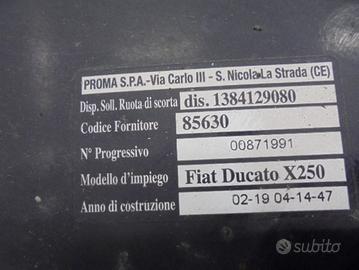 PROMA S.P.A.-Via Carlo III - S. Nicola La Strada (CE)
Disp. Soll. Ruota di scorta dis. 1384129080
Codice Fornitore 85630
N° Progressivo 00871991
Modello d'impiego Fiat Ducato X250
Anno di costruzione 02-19 04-14-47
subito